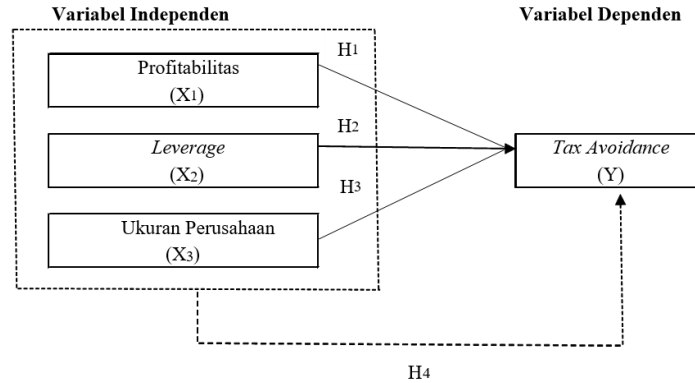 Variabel Independen
Variabel Dependen
H1
Profitabilitas
(X1)
H2
Leverage
(X2)
Tax Avoidance
(Y)
H3
Ukuran Perusahaan
(X3)
H4